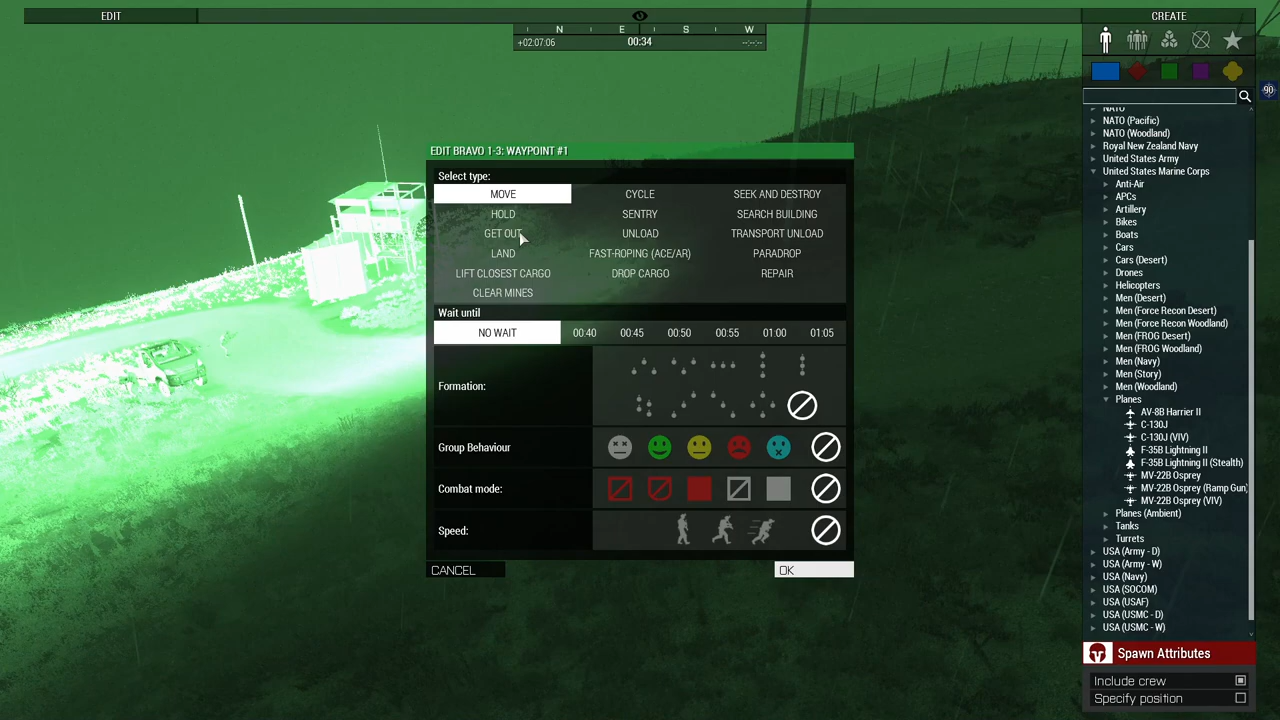 EDIT
N E S W
+02:07:06 00:34 --:--:--
CREATE
-90
NATO
NATO (Pacific)
NATO (Woodland)
Royal New Zealand Navy
United States Army
United States Marine Corps
Anti-Air
APCs
Artillery
Bikes
Boats
Cars
Cars (Desert)
Drones
Helicopters
Men (Desert)
Men (Force Recon Desert)
Men (Force Recon Woodland)
Men (FROG Desert)
Men (FROG Woodland)
Men (Navy)
Men (Story)
Men (Woodland)
Planes
AV-8B Harrier II
C-130J
C-130J (VIV)
F-35B Lightning II
F-35B Lightning II (Stealth)
MV-22B Osprey
MV-22B Osprey (Ramp Gun)
MV-22B Osprey (VIV)
Planes (Ambient)
Tanks
Turrets
USA (Army - D)
USA (Army - W)
USA (Navy)
USA (SOCOM)
USA (USAF)
USA (USMC - D)
USA (USMC - W)
Spawn Attributes
Include crew
Specify position
EDIT BRAVO 1-3: WAYPOINT #1
Select type:
MOVE CYCLE SEEK AND DESTROY
HOLD SENTRY SEARCH BUILDING
GET OUT UNLOAD TRANSPORT UNLOAD
LAND FAST-ROPING (ACE/AR) PARADROP
LIFT CLOSEST CARGO DROP CARGO REPAIR
CLEAR MINES
Wait until
NO WAIT 00:40 00:45 00:50 00:55 01:00 01:05
Formation:
Group Behaviour
Combat mode:
Speed:
CANCEL OK